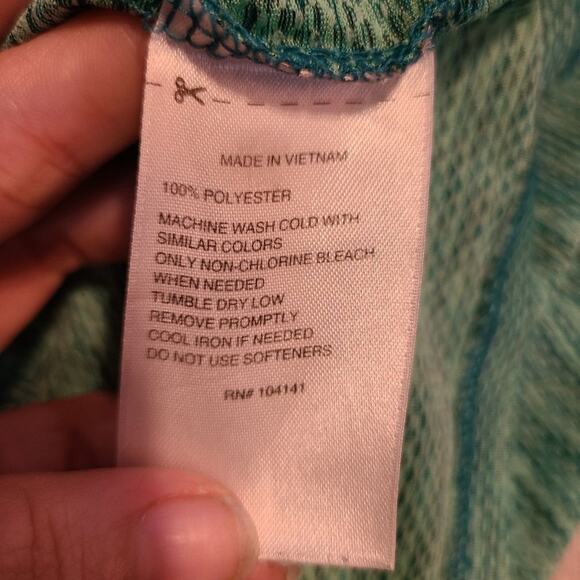 MADE IN VIETNAM
100% POLYESTER
MACHINE WASH COLD WITH
SIMILAR COLORS
ONLY NON-CHLORINE BLEACH
WHEN NEEDED
TUMBLE DRY LOW
REMOVE PROMPTLY
COOL IRON IF NEEDED
DO NOT USE SOFTENERS
RN# 104141